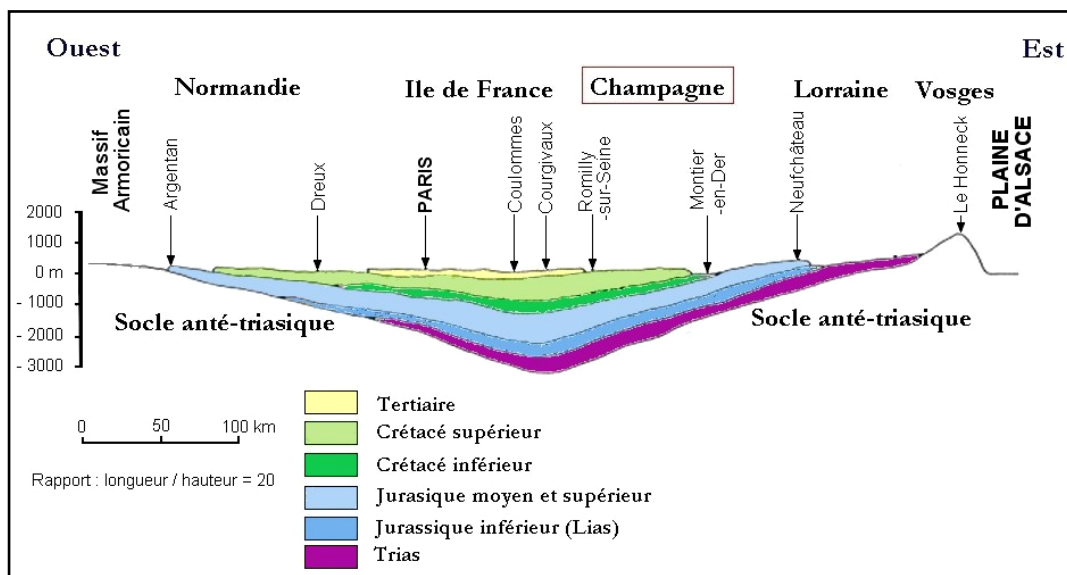 Ouest
Est
Normandie
Ile de France
Champagne
Lorraine
Vosges
Massif
Armoricain
Argentan
Dreux
PARIS
Coulommes
Courgivaux
Romilly
-sur-Seine
Montier
-en-Der
Neufchâteau
Le Honneck
PLAINE
D'ALSACE
2000
1000
0 m
- 1000
- 2000
- 3000
Socle anté-triasique
Socle anté-triasique
0
50
100 km
Rapport : longueur / hauteur = 20
Tertiaire
Crétacé supérieur
Crétacé inférieur
Jurasique moyen et supérieur
Jurassique inférieur (Lias)
Trias